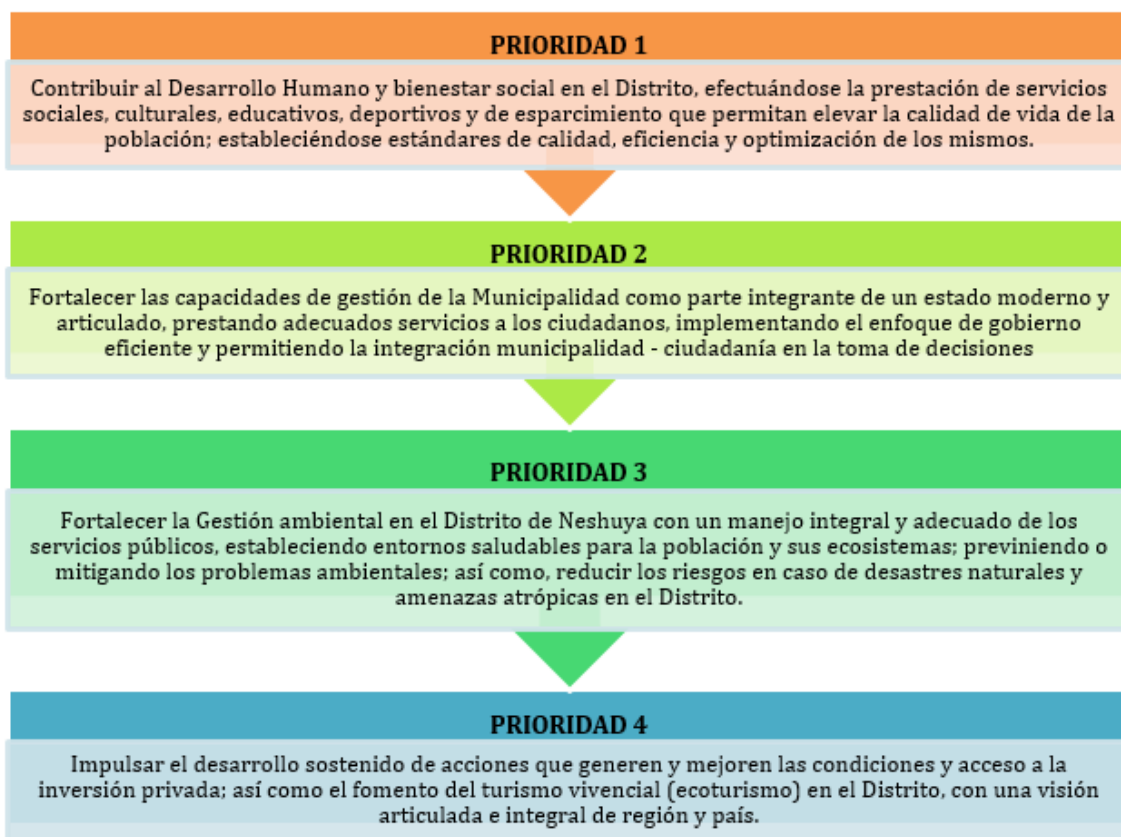 PRIORIDAD 1
Contribuir al Desarrollo Humano y bienestar social en el Distrito, efectuándose la prestación de servicios
sociales, culturales, educativos, deportivos y de esparcimiento que permitan elevar la calidad de vida de la
población; estableciéndose estándares de calidad, eficiencia y optimización de los mismos.
PRIORIDAD 2
Fortalecer las capacidades de gestión de la Municipalidad como parte integrante de un estado moderno y
articulado, prestando adecuados servicios a los ciudadanos, implementando el enfoque de gobierno
eficiente y permitiendo la integración municipalidad - ciudadanía en la toma de decisiones
PRIORIDAD 3
Fortalecer la Gestión ambiental en el Distrito de Neshuya con un manejo integral y adecuado de los
servicios públicos, estableciendo entornos saludables para la población y sus ecosistemas; previniendo o
mitigando los problemas ambientales; así como, reducir los riesgos en caso de desastres naturales y
amenazas atrópicas en el Distrito.
PRIORIDAD 4
Impulsar el desarrollo sostenido de acciones que generen y mejoren las condiciones y acceso a la
inversión privada; así como el fomento del turismo vivencial (ecoturismo) en el Distrito, con una visión
articulada e integral de región y país.